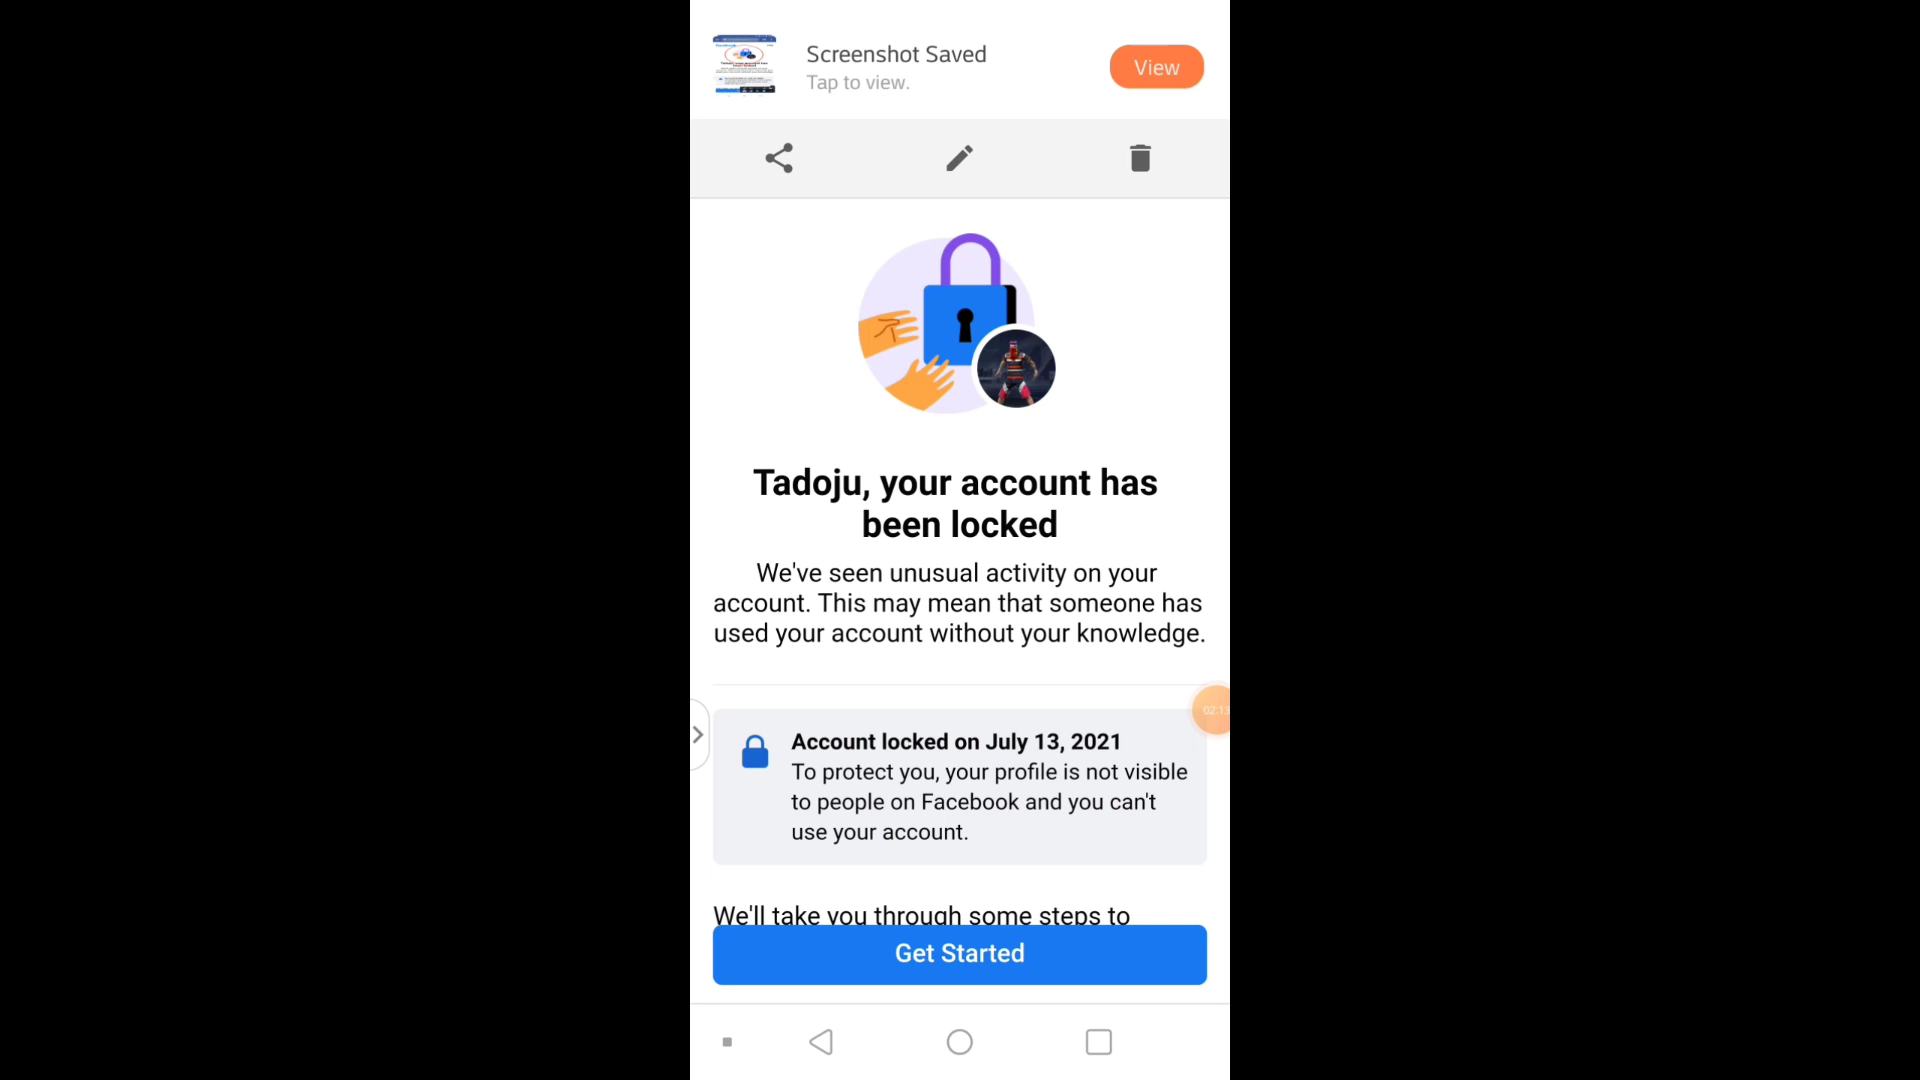 Screenshot Saved
Tap to view.
View
Tadoju, your account has
been locked
We've seen unusual activity on your
account. This may mean that someone has
used your account without your knowledge.
02:13
Account locked on July 13, 2021
To protect you, your profile is not visible
to people on Facebook and you can't
use your account.
We'll take you through some steps to
Get Started